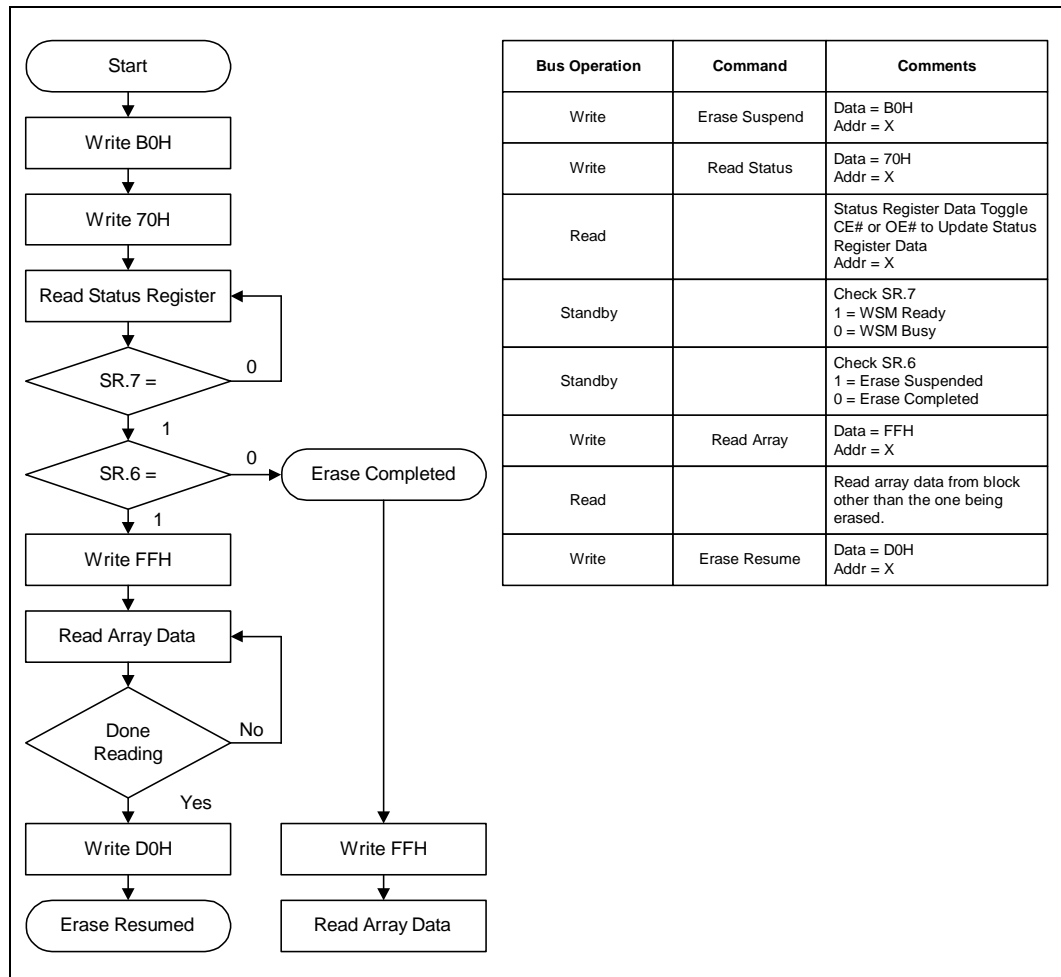 Start
Write B0H
Write 70H
Read Status Register
SR.7 =
0
1
SR.6 =
0
Erase Completed
1
Write FFH
Read Array Data
Done
Reading
No
Yes
Write D0H
Write FFH
Erase Resumed
Read Array Data
Bus Operation Command Comments
Write Erase Suspend Data = B0H
Addr = X
Write Read Status Data = 70H
Addr = X
Read Status Register Data Toggle
CE# or OE# to Update Status
Register Data
Addr = X
Standby Check SR.7
1 = WSM Ready
0 = WSM Busy
Standby Check SR.6
1 = Erase Suspended
0 = Erase Completed
Write Read Array Data = FFH
Addr = X
Read Read array data from block
other than the one being
erased.
Write Erase Resume Data = D0H
Addr = X